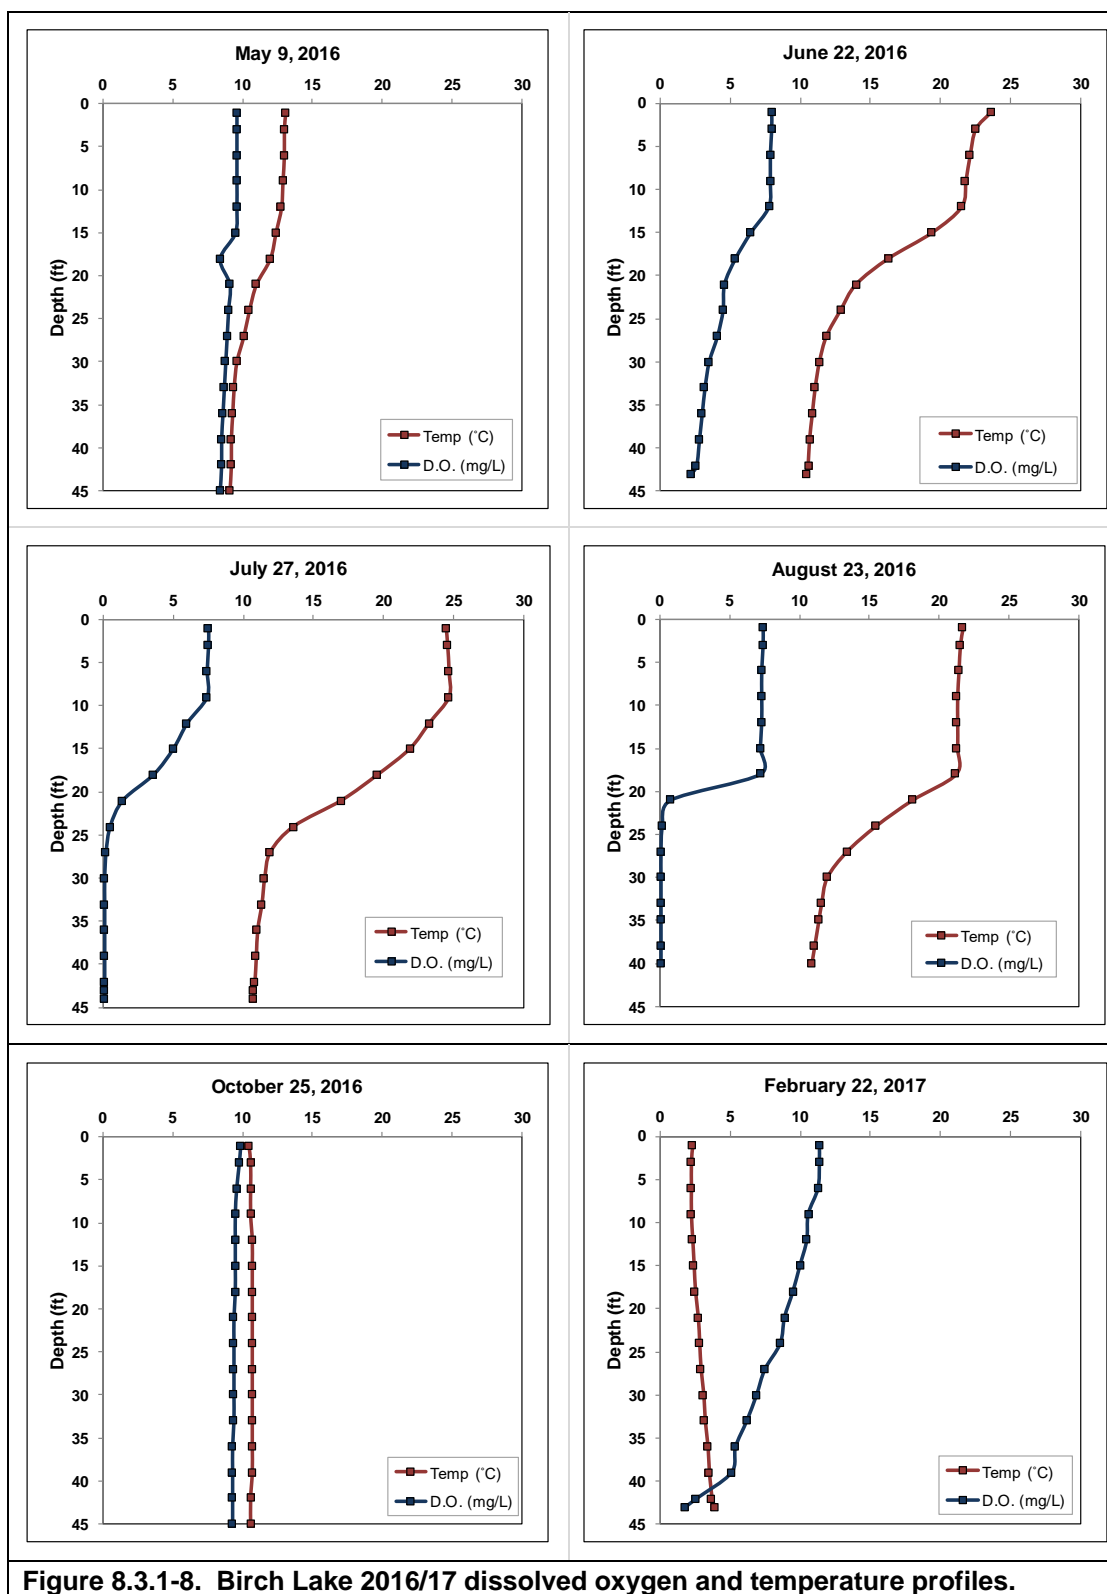 May 9, 2016
0 5 10 15 20 25 30
0
5
10
15
20
25
30
35
40
45
Depth (ft)
Temp (˚C)
D.O. (mg/L)
June 22, 2016
0 5 10 15 20 25 30
0
5
10
15
20
25
30
35
40
45
Depth (ft)
Temp (˚C)
D.O. (mg/L)
July 27, 2016
0 5 10 15 20 25 30
0
5
10
15
20
25
30
35
40
45
Depth (ft)
Temp (˚C)
D.O. (mg/L)
August 23, 2016
0 5 10 15 20 25 30
0
5
10
15
20
25
30
35
40
45
Depth (ft)
Temp (˚C)
D.O. (mg/L)
October 25, 2016
0 5 10 15 20 25 30
0
5
10
15
20
25
30
35
40
45
Depth (ft)
Temp (˚C)
D.O. (mg/L)
February 22, 2017
0 5 10 15 20 25 30
0
5
10
15
20
25
30
35
40
45
Depth (ft)
Temp (˚C)
D.O. (mg/L)
Figure 8.3.1-8. Birch Lake 2016/17 dissolved oxygen and temperature profiles.